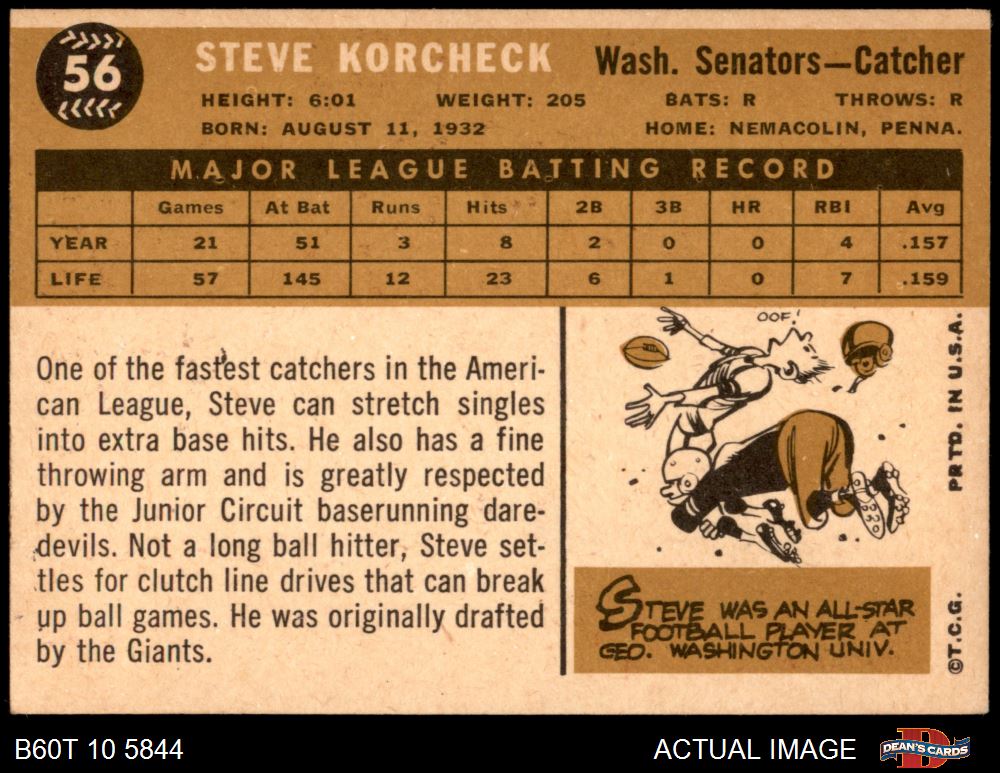 56
STEVE KORCHECK Wash. Senators—Catcher
HEIGHT: 6:01 WEIGHT: 205 BATS: R THROWS: R
BORN: AUGUST 11, 1932 HOME: NEMACOLIN, PENNA.
MAJOR LEAGUE BATTING RECORD
Games At Bat Runs Hits 2B 3B HR RBI Avg
YEAR 21 51 3 8 2 0 0 4 .157
LIFE 57 145 12 23 6 1 0 7 .159
One of the fastest catchers in the Ameri-
can League, Steve can stretch singles
into extra base hits. He also has a fine
throwing arm and is greatly respected
by the Junior Circuit baserunning dare-
devils. Not a long ball hitter, Steve set-
tles for clutch line drives that can break
up ball games. He was originally drafted
by the Giants.
OOF!
STEVE WAS AN ALL-STAR
FOOTBALL PLAYER AT
GEO. WASHINGTON UNIV.
©T.C.G. PRTD. IN U.S.A.
B60T 10 5844 ACTUAL IMAGE DEAN'S CARDS